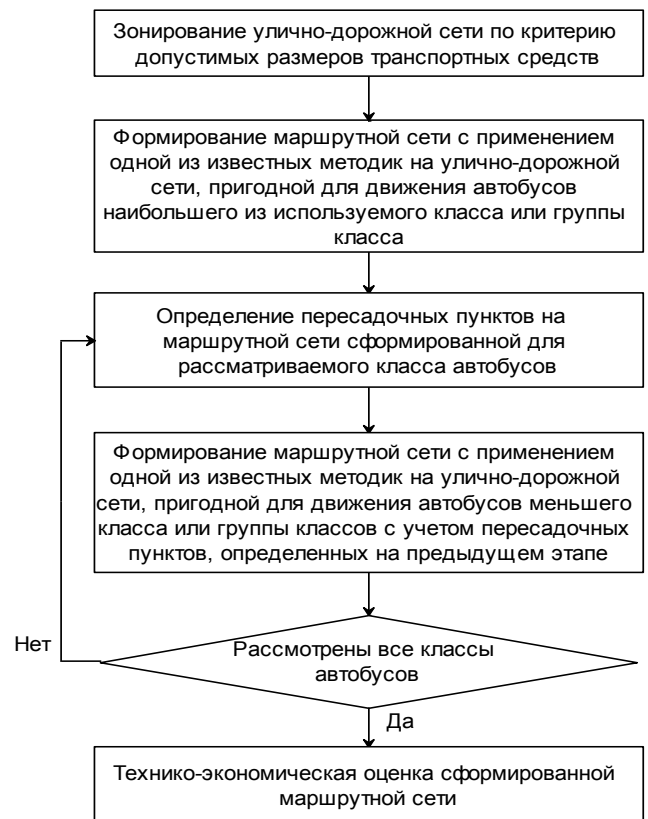 Зонирование улично-дорожной сети по критерию
допустимых размеров транспортных средств
Формирование маршрутной сети с применением
одной из известных методик на улично-дорожной
сети, пригодной для движения автобусов
наибольшего из используемого класса или группы
класса
Определение пересадочных пунктов на
маршрутной сети сформированной для
рассматриваемого класса автобусов
Формирование маршрутной сети с применением
одной из известных методик на улично-дорожной
сети, пригодной для движения автобусов меньшего
класса или группы классов с учетом пересадочных
пунктов, определенных на предыдущем этапе
Нет
Рассмотрены все классы
автобусов
Да
Технико-экономическая оценка сформированной
маршрутной сети